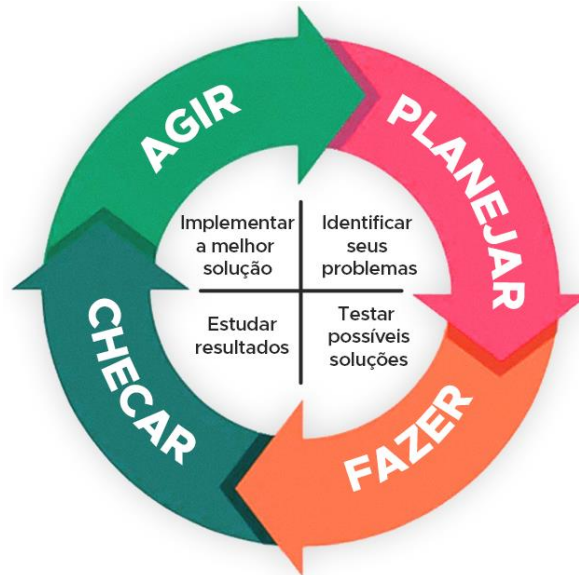 AGIR
PLANEJAR
Implementar
a melhor
solução
Identificar
seus
problemas
Estudar
resultados
Testar
possíveis
soluções
CHECAR
FAZER